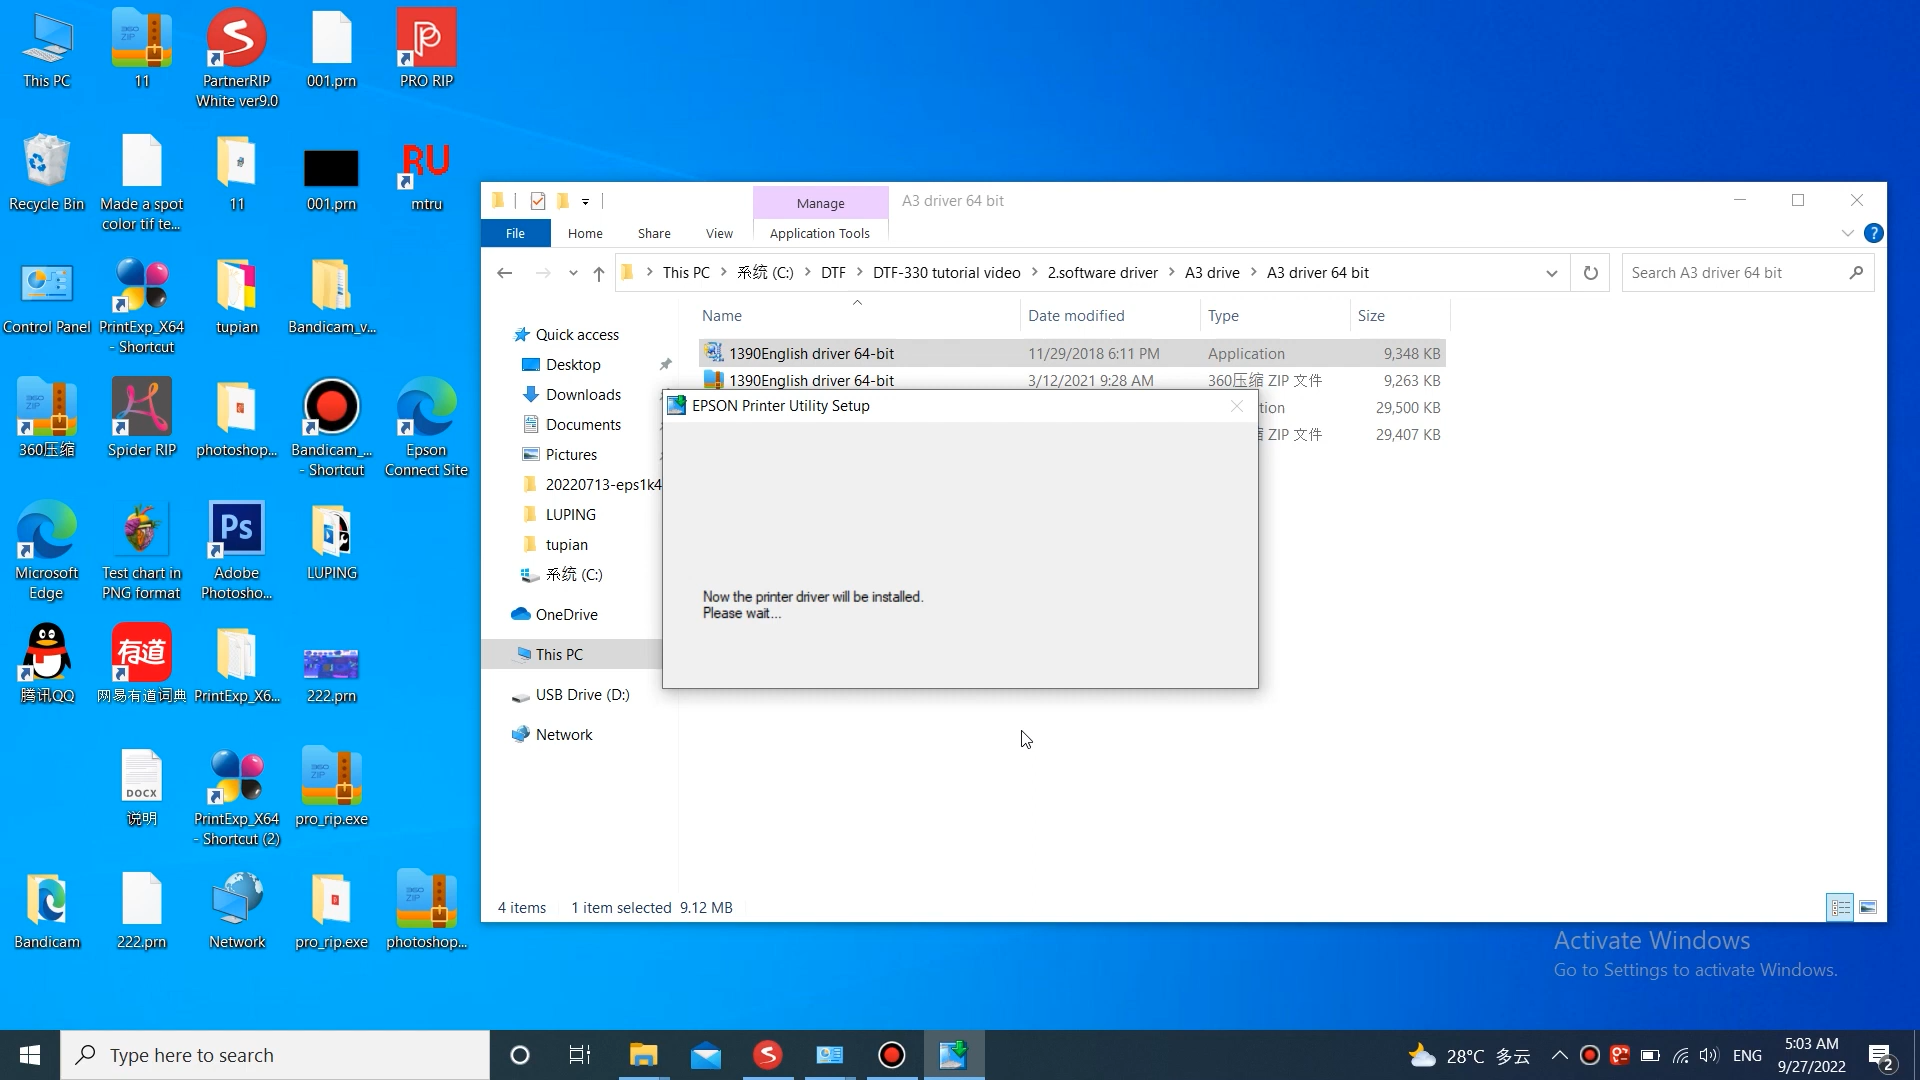 This PC
11
PartnerRIP
White ver9.0
001.prn
PRO RIP
Recycle Bin
Made a spot
color tif te...
11
001.prn
RU
mtru
Control Panel
PrintExp_X64
- Shortcut
tupian
Bandicam_v...
360压缩
Spider RIP
photoshop...
Bandicam_...
- Shortcut
Epson
Connect Site
Microsoft
Edge
Test chart in
PNG format
Ps
Adobe
Photosho...
LUPING
腾讯QQ
有道
网易有道词典
PrintExp_X6...
222.prn
DOCX
说明
PrintExp_X64
- Shortcut (2)
360
ZIP
pro_rip.exe
Bandicam
222.prn
Network
pro_rip.exe
360
ZIP
photoshop...
Manage
A3 driver 64 bit
File
Home
Share
View
Application Tools
This PC > 系统 (C:) > DTF > DTF-330 tutorial video > 2.software driver > A3 drive > A3 driver 64 bit
Search A3 driver 64 bit
Name
Date modified
Type
Size
1390English driver 64-bit 11/29/2018 6:11 PM Application 9,348 KB
1390English driver 64-bit 3/12/2021 9:28 AM 360压缩 ZIP 文件 9,263 KB
tion 29,500 KB
ZIP 文件 29,407 KB
Quick access
Desktop
Downloads
Documents
Pictures
20220713-eps1k4
LUPING
tupian
系统 (C:)
OneDrive
This PC
USB Drive (D:)
Network
EPSON Printer Utility Setup
Now the printer driver will be installed.
Please wait...
4 items 1 item selected 9.12 MB
Activate Windows
Go to Settings to activate Windows.
Type here to search
28°C 多云
ENG
5:03 AM
9/27/2022
2